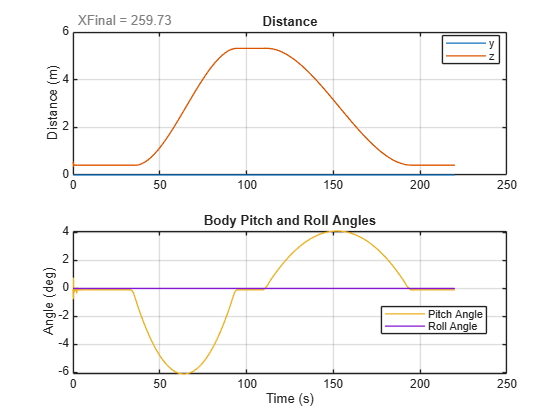 XFinal = 259.73
Distance
Distance (m)
6
4
2
0
y
z
0 50 100 150 200 250
Body Pitch and Roll Angles
Angle (deg)
4
2
0
-2
-4
-6
Pitch Angle
Roll Angle
0 50 100 150 200 250
Time (s)